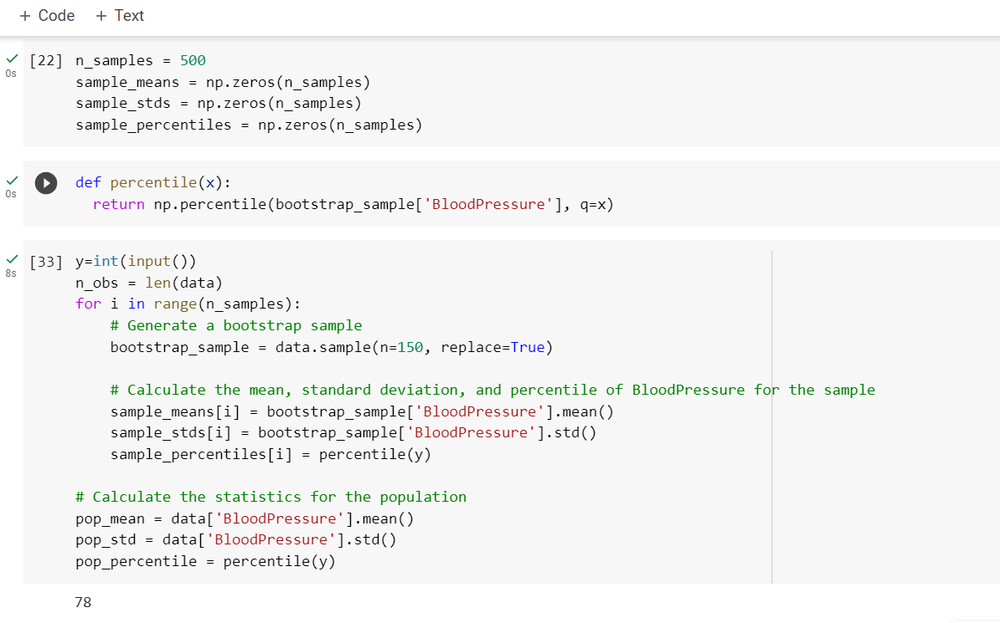 + Code + Text
[22] n_samples = 500
0s
sample_means = np.zeros(n_samples)
sample_stds = np.zeros(n_samples)
sample_percentiles = np.zeros(n_samples)
def percentile(x):
0s
return np.percentile(bootstrap_sample['BloodPressure'], q=x)
[33] y=int(input())
8s
n_obs = len(data)
for i in range(n_samples):
# Generate a bootstrap sample
bootstrap_sample = data.sample(n=150, replace=True)
# Calculate the mean, standard deviation, and percentile of BloodPressure for the sample
sample_means[i] = bootstrap_sample['BloodPressure'].mean()
sample_stds[i] = bootstrap_sample['BloodPressure'].std()
sample_percentiles[i] = percentile(y)
# Calculate the statistics for the population
pop_mean = data['BloodPressure'].mean()
pop_std = data['BloodPressure'].std()
pop_percentile = percentile(y)
78